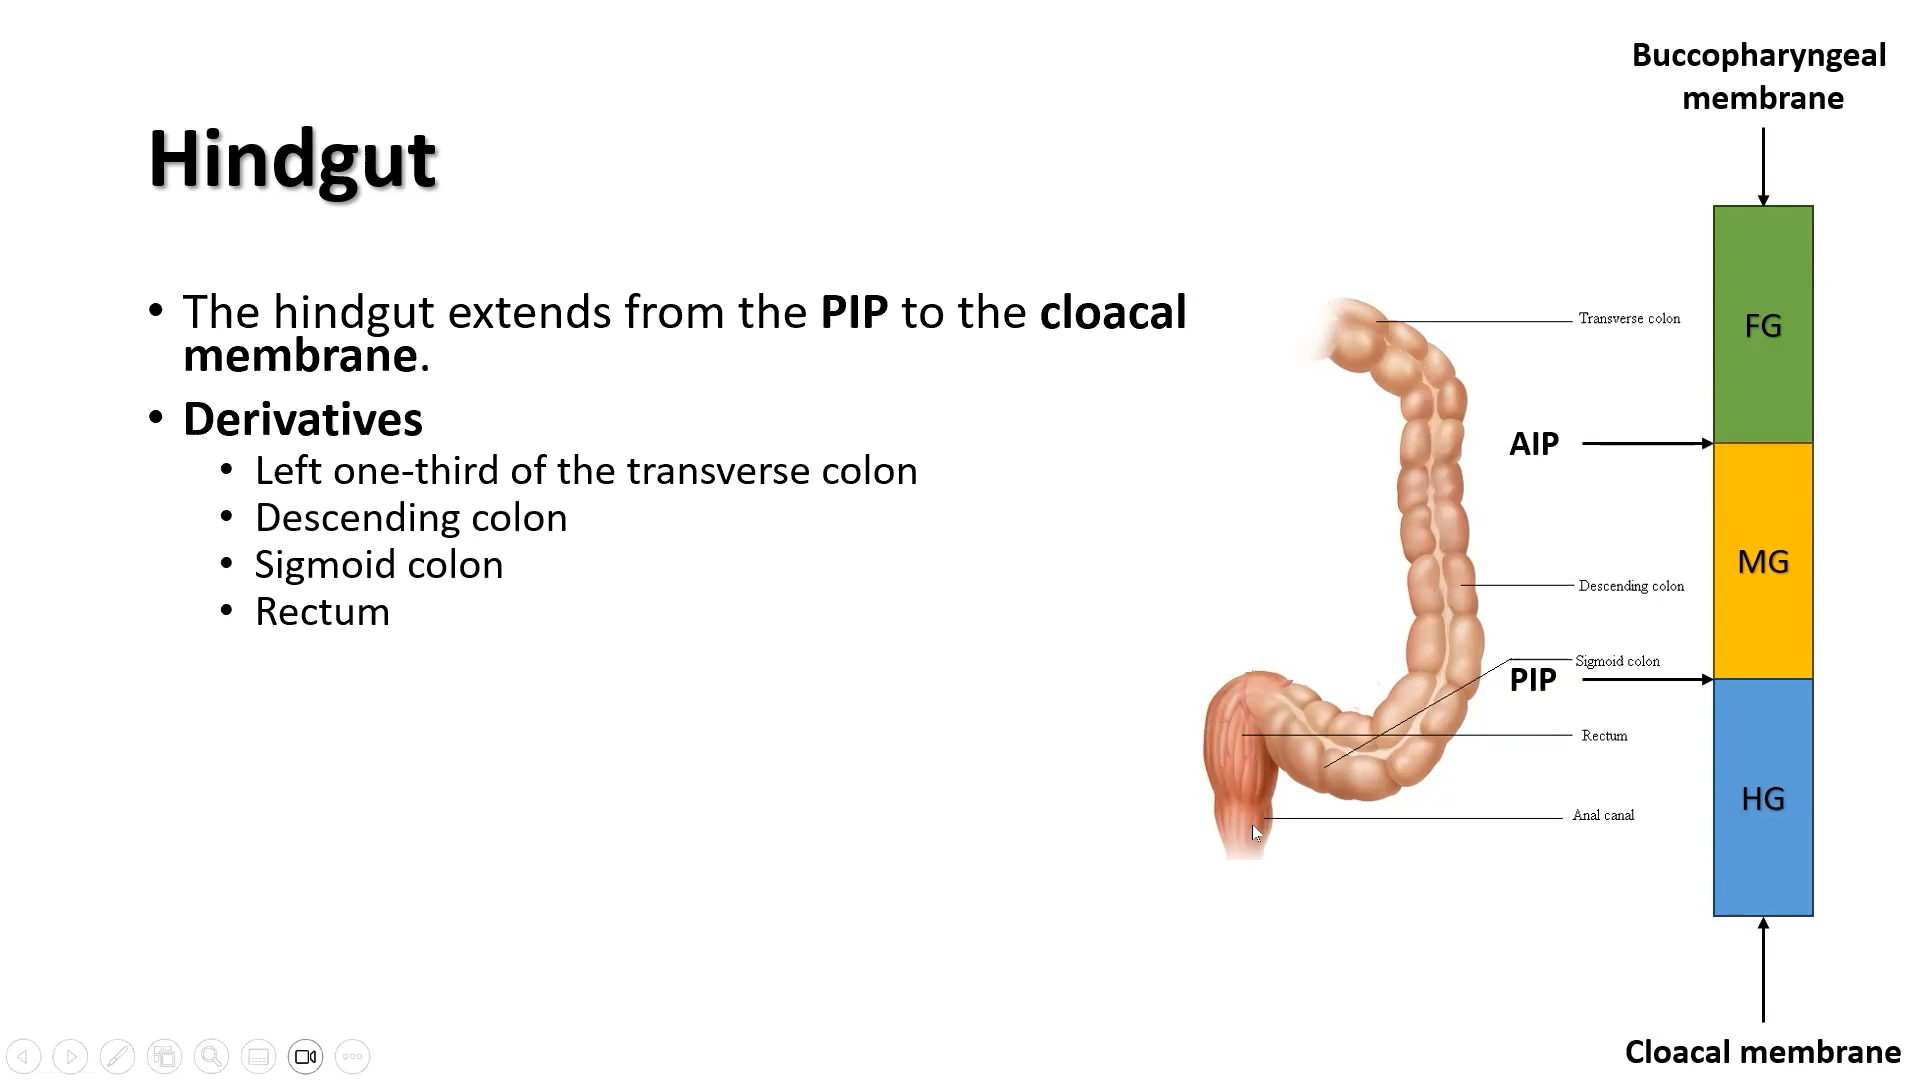 Hindgut
• The hindgut extends from the PIP to the cloacal
membrane.
• Derivatives
• Left one-third of the transverse colon
• Descending colon
• Sigmoid colon
• Rectum
Transverse colon
Descending colon
Sigmoid colon
Rectum
Anal canal
Buccopharyngeal
membrane
FG
AIP
MG
PIP
HG
Cloacal membrane